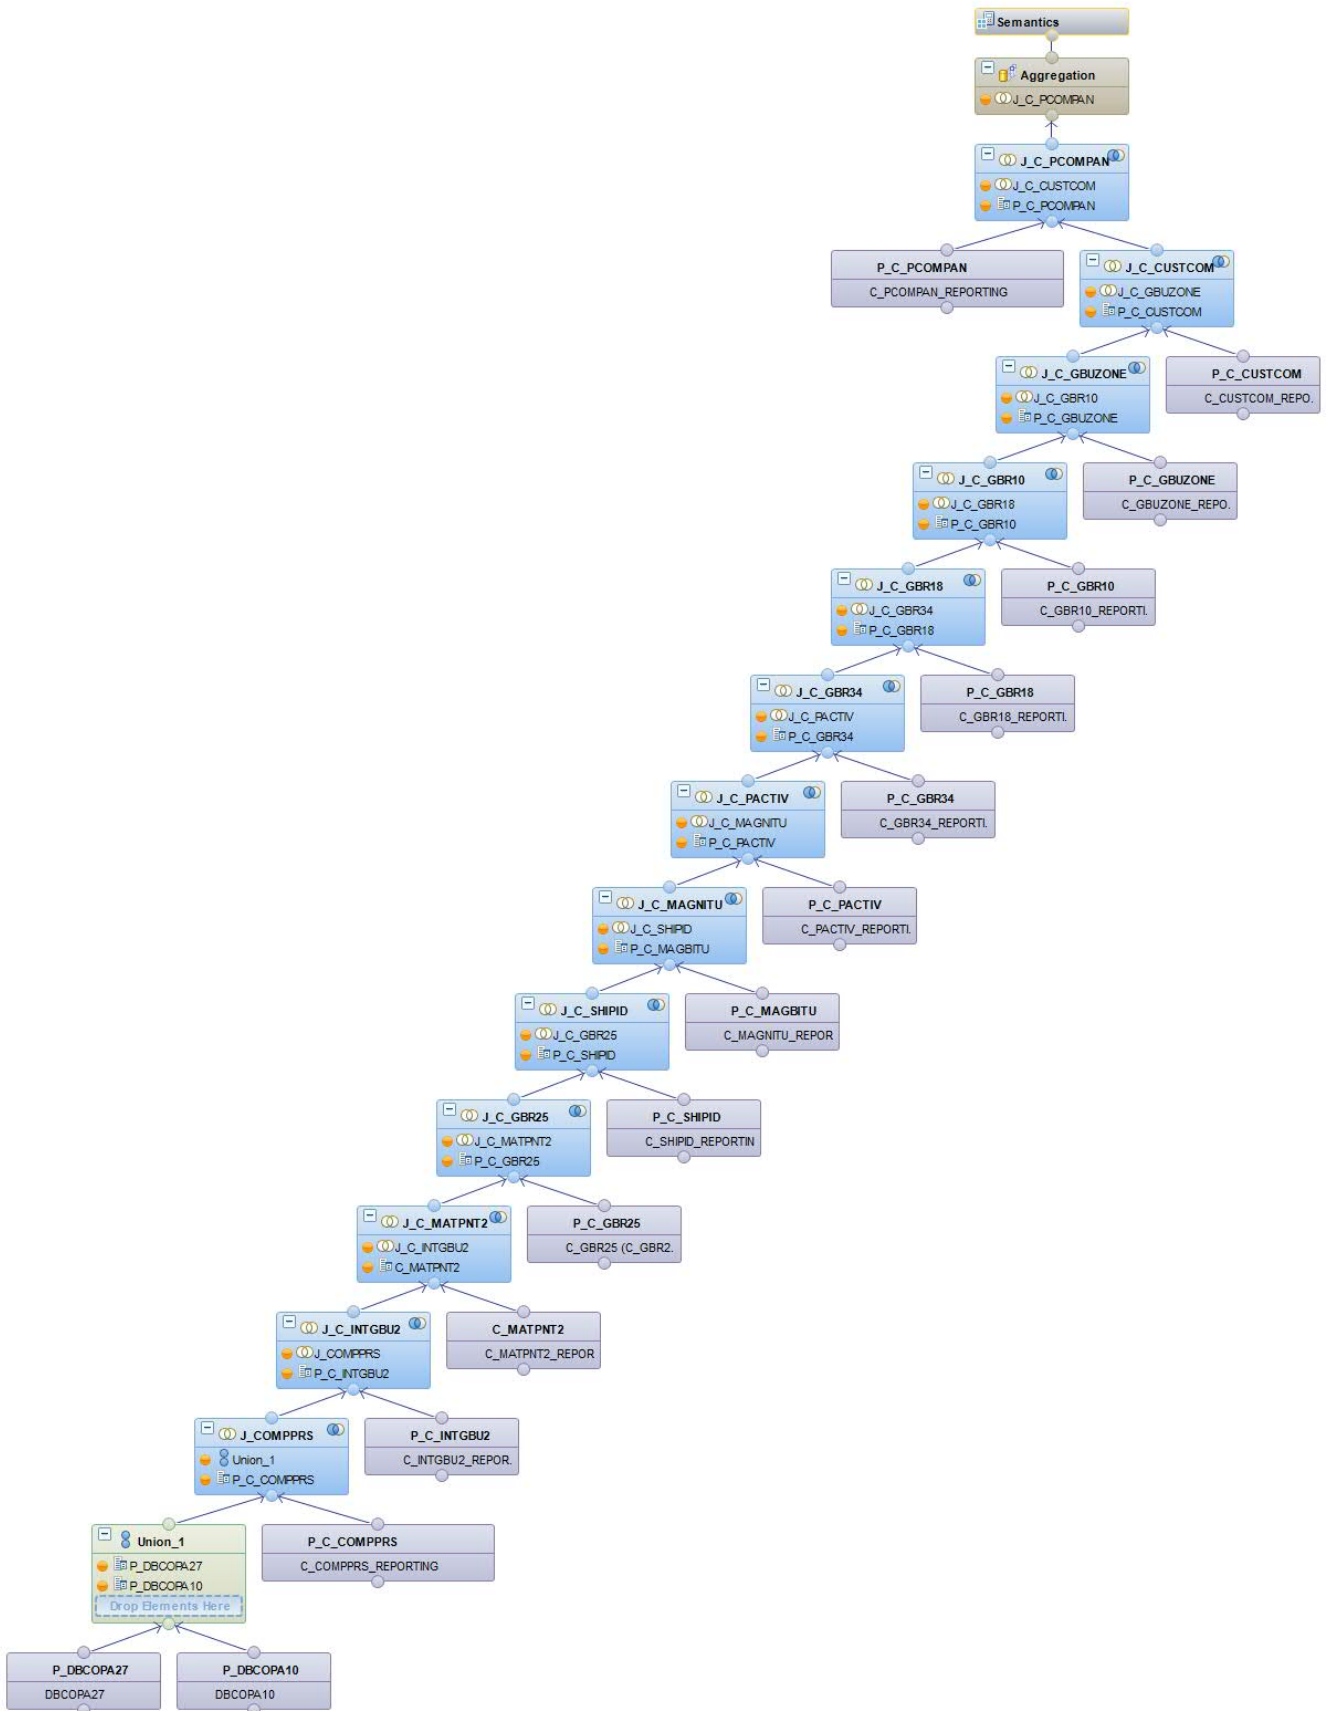 Semantics
Aggregation
J_C_PCOMPAN
J_C_PCOMPAN
J_C_CUSTCOM
P_C_PCOMPAN
P_C_PCOMPAN
C_PCOMPAN_REPORTING
J_C_CUSTCOM
J_C_GBUZONE
P_C_CUSTCOM
J_C_GBUZONE
J_C_GBR10
P_C_GBUZONE
P_C_CUSTCOM
C_CUSTCOM_REPO.
J_C_GBR10
J_C_GBR18
P_C_GBR10
P_C_GBUZONE
C_GBUZONE_REPO.
J_C_GBR18
J_C_GBR34
P_C_GBR18
P_C_GBR10
C_GBR10_REPORTI.
J_C_GBR34
J_C_PACTIV
P_C_GBR34
P_C_GBR18
C_GBR18_REPORTI.
J_C_PACTIV
J_C_MAGNITU
P_C_PACTIV
P_C_GBR34
C_GBR34_REPORTI.
J_C_MAGNITU
J_C_SHIPID
P_C_MAGBITU
P_C_PACTIV
C_PACTIV_REPORTI.
J_C_SHIPID
J_C_GBR25
P_C_SHIPID
P_C_MAGBITU
C_MAGNITU_REPOR
J_C_GBR25
J_C_MATPNT2
P_C_GBR25
P_C_SHIPID
C_SHIPID_REPORTIN
J_C_MATPNT2
J_C_INTGBU2
C_MATPNT2
P_C_GBR25
C_GBR25 (C_GBR2.
J_C_INTGBU2
J_COMPPRS
P_C_INTGBU2
C_MATPNT2
C_MATPNT2_REPOR
J_COMPPRS
Union_1
P_C_COMPPRS
P_C_INTGBU2
C_INTGBU2_REPOR.
Union_1
P_DBCOPA27
P_DBCOPA10
Drop Elements Here
P_C_COMPPRS
C_COMPPRS_REPORTING
P_DBCOPA27
DBCOPA27
P_DBCOPA10
DBCOPA10